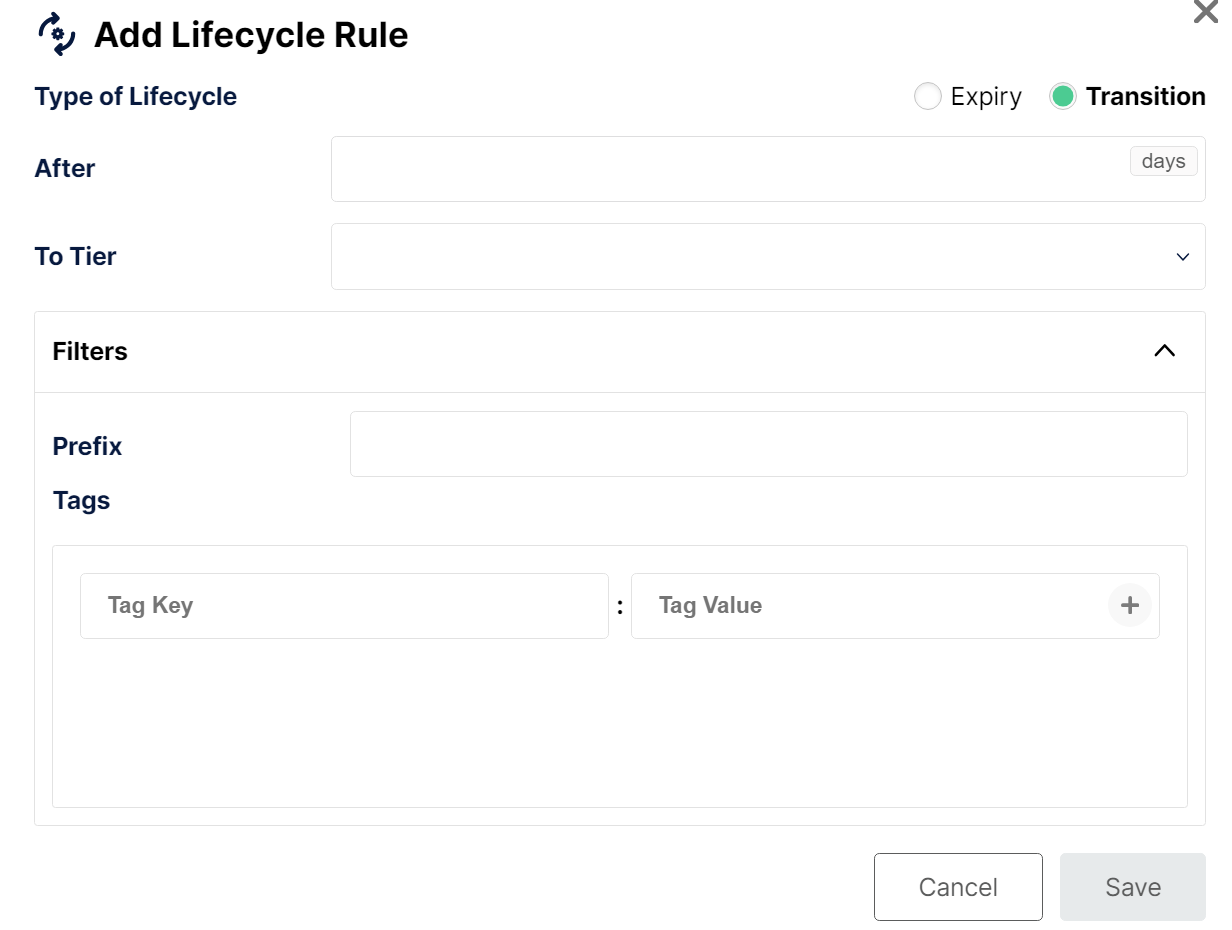 Add Lifecycle Rule
Type of Lifecycle Expiry Transition
After days
To Tier
Filters
Prefix
Tags
Tag Key : Tag Value
Cancel Save